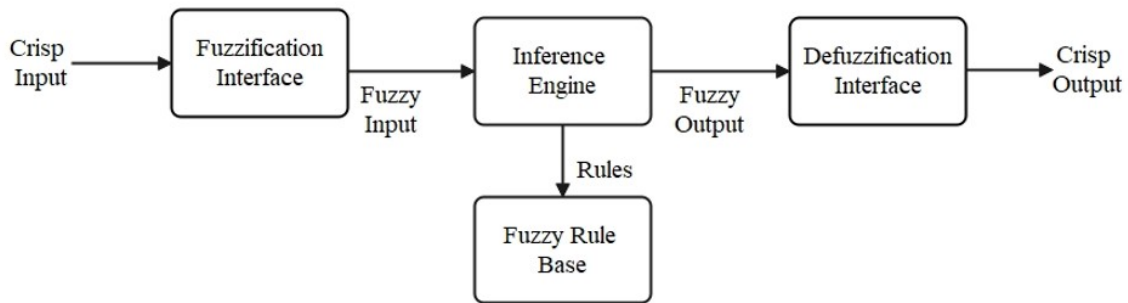 Crisp
Input
Fuzzification
Interface
Fuzzy
Input
Inference
Engine
Fuzzy
Output
Defuzzification
Interface
Crisp
Output
Rules
Fuzzy Rule
Base